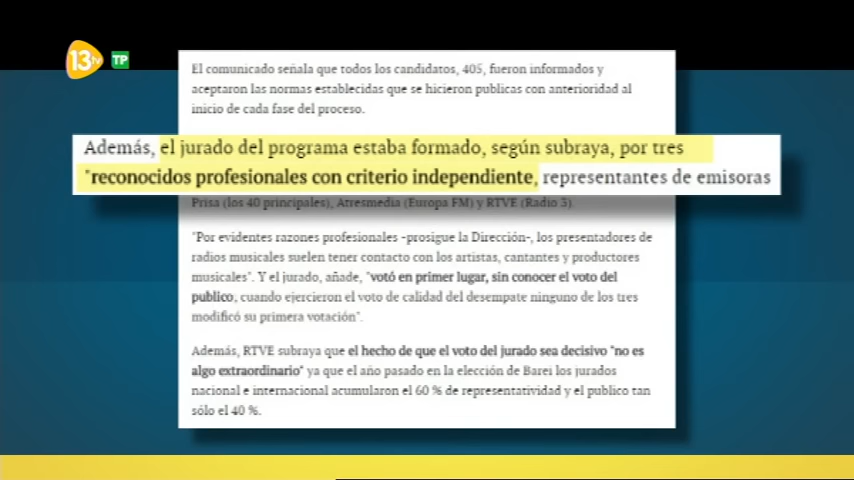 13tv
TP
El comunicado señala que todos los candidatos, 405, fueron informados y
aceptaron las normas establecidas que se hicieron publicas con anterioridad al
inicio de cada fase del proceso.
Además, el jurado del programa estaba formado, según subraya, por tres
"reconocidos profesionales con criterio independiente, representantes de emisoras
Prisa (los 40 principales), Atresmedia (Europa FM) y RTVE (Radio 3)
"Por evidentes razones profesionales -prosigue la Dirección-, los presentadores de
radios musicales suelen tener contacto con los artistas, cantantes y productores
musicales". Y el jurado, añade, "votó en primer lugar, sin conocer el voto del
publico, cuando ejercieron el voto de calidad del desempate ninguno de los tres
modificó su primera votación".
Además, RTVE subraya que el hecho de que el voto del jurado sea decisivo "no es
algo extraordinario" ya que el año pasado en la elección de Barei los jurados
nacional e internacional acumularon el 60 % de representatividad y el publico tan
sólo el 40 %.